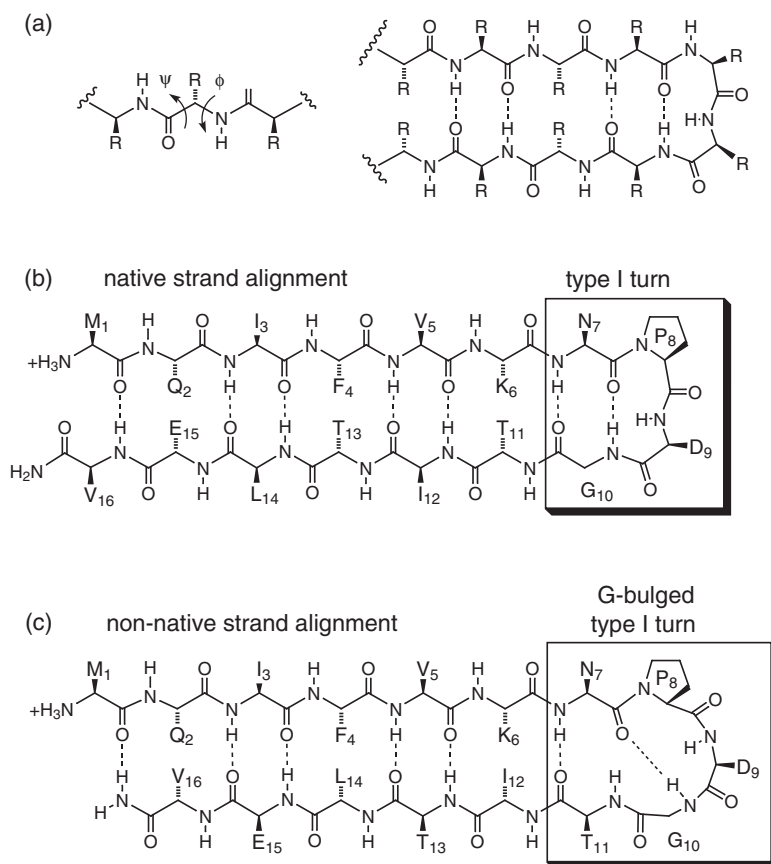 (a)
H ψ R φ
N N
R O H R
O R H O R H
N N N N R
R H O R H O O
H-N
R O H R O H
N N N N R
H R O H R O
(b) native strand alignment type I turn
M1 H O I3 H O V5 H O N7
N N N N P8
+H3N N N N N
O Q2 H O F4 H O K6 H O O
HN
O H E15 O H T13 O H T11 O H D9
N N N N
H2N N N N O
V16 O H L14 O H I12 O H G10
G-bulged
(c) non-native strand alignment type I turn
M1 H O I3 H O V5 H O N7
N N N N P8 O
+H3N N N N N
O Q2 H O F4 H O K6 H O H-N
D9
H V16 O H L14 O H I12 O H H
N N N N N N
H O H E15 O H T13 O H T11 O G10 O